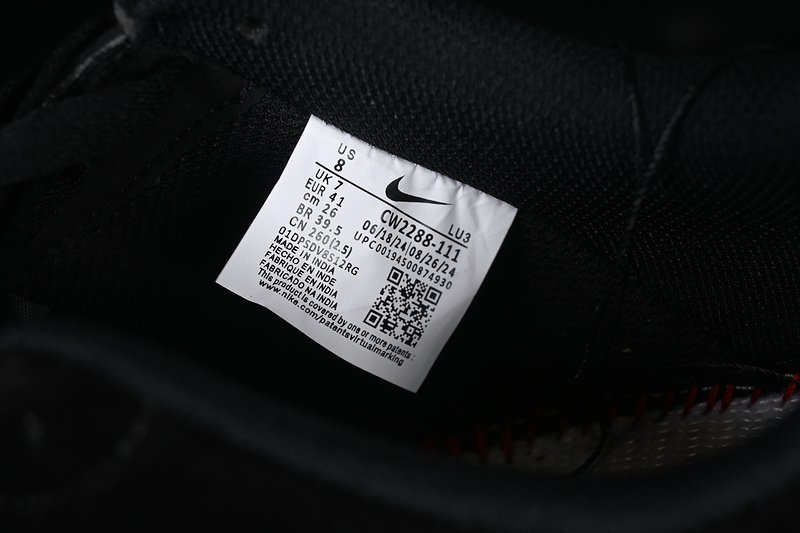 US
8
UK 7
EUR 41
cm 26
BR 39.5
CN 260(2.5)
01DPSDV8512RG
MADE IN INDIA
HECHO EN INDE
FABRIQUE EN INDIA
FABRICADO NA INDIA
This product is covered by one or more patents :
www.nike.com/patentsvirtualmarking
LU3
CW2288-111
06/18/24|08/26/24
UPC00194500874930